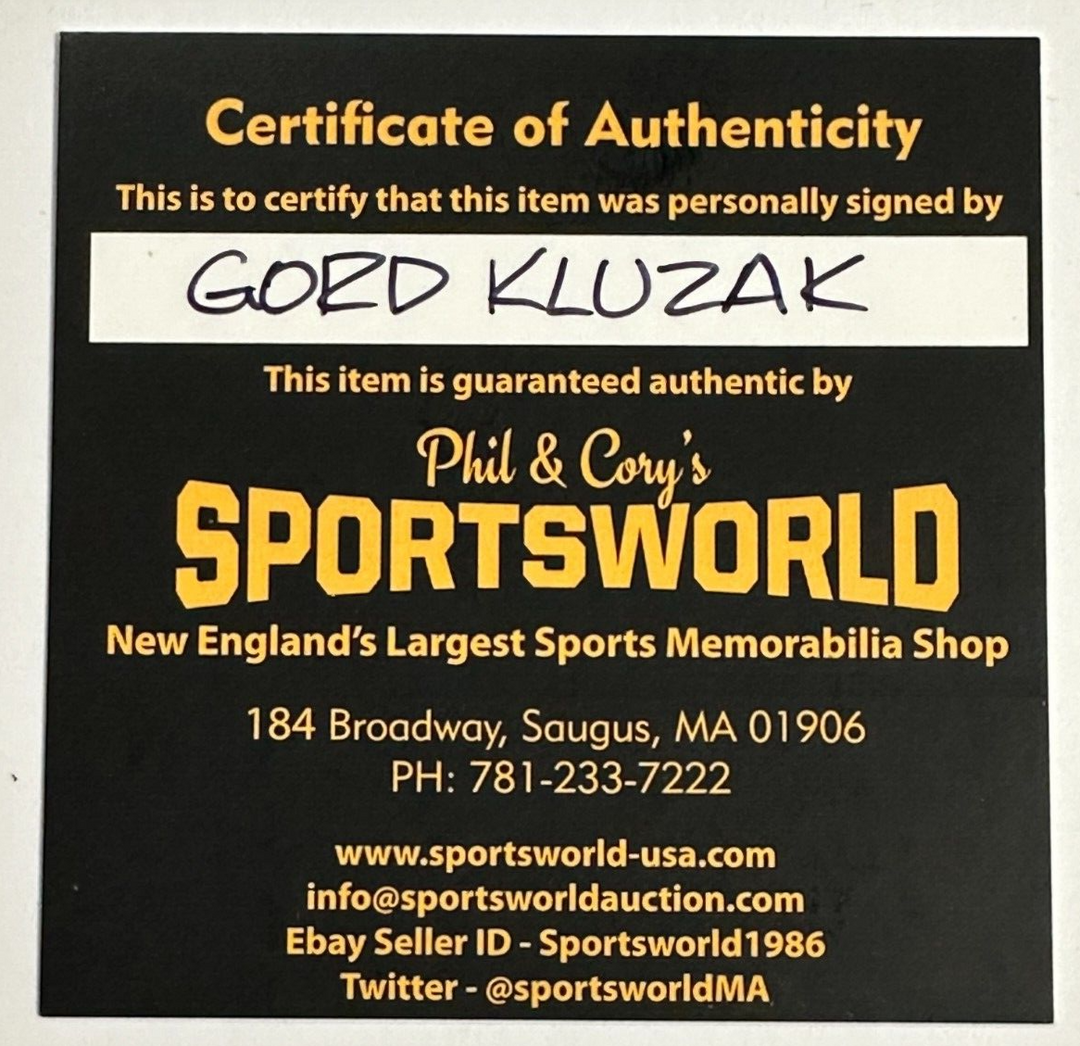 Certificate of Authenticity
This is to certify that this item was personally signed by
GORD KLUZAK
This item is guaranteed authentic by
Phil & Cory's
SPORTSWORLD
New England's Largest Sports Memorabilia Shop
184 Broadway, Saugus, MA 01906
PH: 781-233-7222
www.sportsworld-usa.com
info@sportsworldauction.com
Ebay Seller ID - Sportsworld1986
Twitter - @sportsworldMA